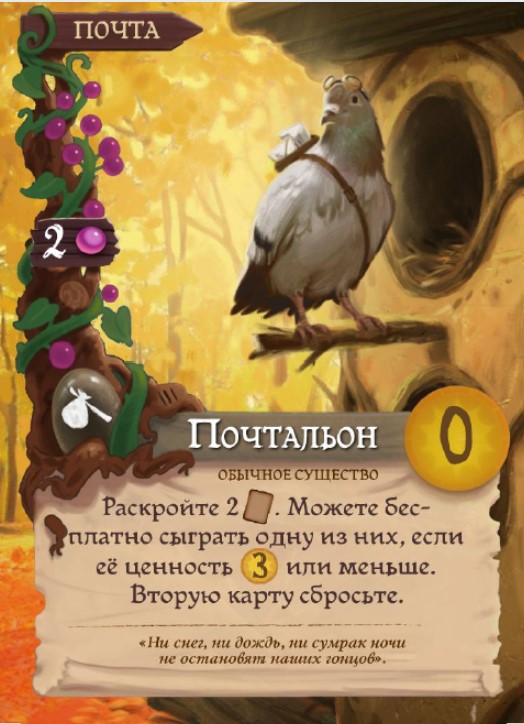 ПОЧТА
2
Почтальон
0
ОБЫЧНОЕ СУЩЕСТВО
Раскройте 2 . Можете бес-
платно сыграть одну из них, если
её ценность 3 или меньше.
Вторую карту сбросьте.
«Ни снег, ни дождь, ни сумрак ночи
не остановят наших гонцов».